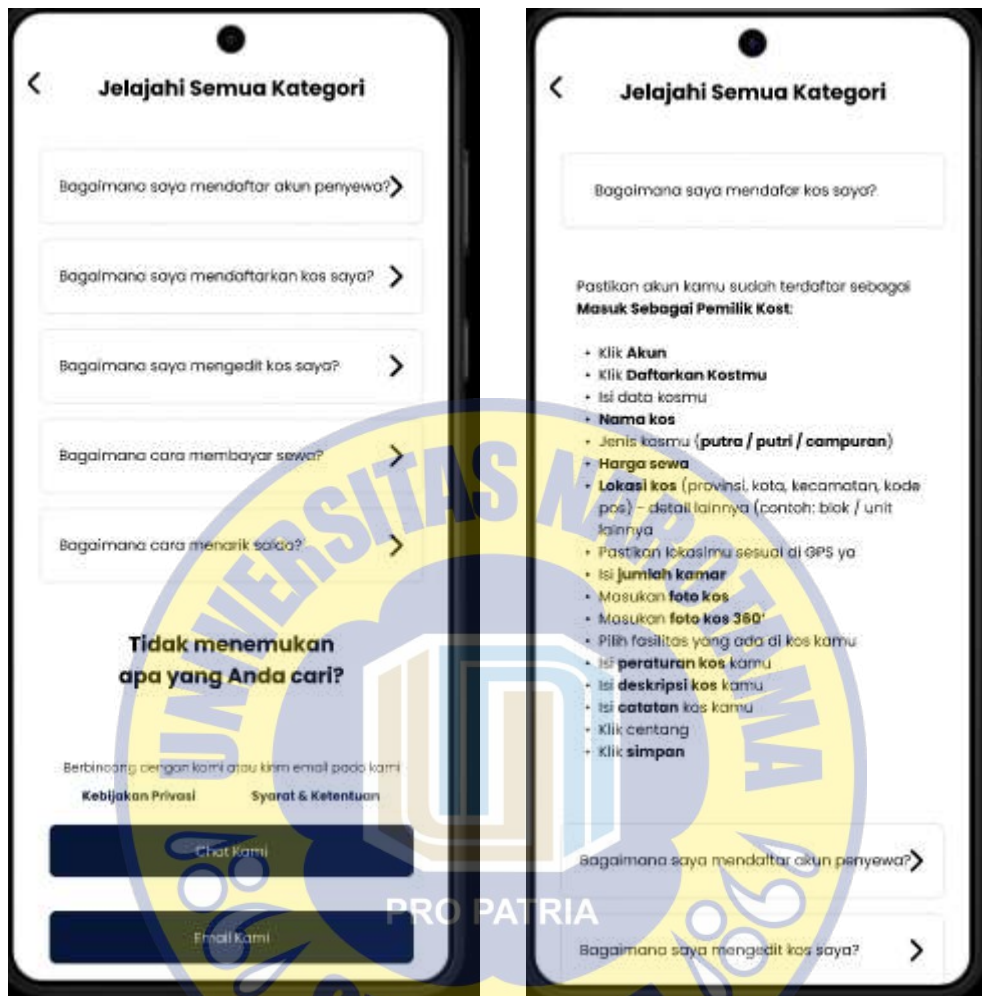 Jelajahi Semua Kategori
Bagaimana saya mendaftar akun penyewa?
Bagaimana saya mendaftarkan kos saya?
Bagaimana saya mengedit kos saya?
Bagaimana cara membayar sewa?
Bagaimana cara menarik saldo?
Tidak menemukan
apa yang Anda cari?
Berbincang dengan kami atau kirim email pada kami
Kebijakan Privasi Syarat & Ketentuan
Chat Kami
Email Kami
Jelajahi Semua Kategori
Bagaimana saya mendafar kos saya?
Pastikan akun kamu sudah terdaftar sebagai
Masuk Sebagai Pemilik Kost:
• Klik Akun
• Klik Daftarkan Kostmu
• Isi data kosmu
• Nama kos
• Jenis kosmu (putra / putri / campuran)
• Harga sewa
• Lokasi kos (provinsi, kota, kecamatan, kode
pos) - detail lainnya (contoh: blok / unit
lainnya
• Pastikan lokasimu sesuai di GPS ya
• Isi jumlah kamar
• Masukan foto kos
• Masukan foto kos 360°
• Pilih fasilitas yang ada di kos kamu
• Isi peraturan kos kamu
• Isi deskripsi kos kamu
• Isi catatan kos kamu
• Klik centang
• Klik simpan
Bagaimana saya mendaftar akun penyewa?
Bagaimana saya mengedit kos saya?
UNIVERSITAS NAROTAMA
PRO PATRIA